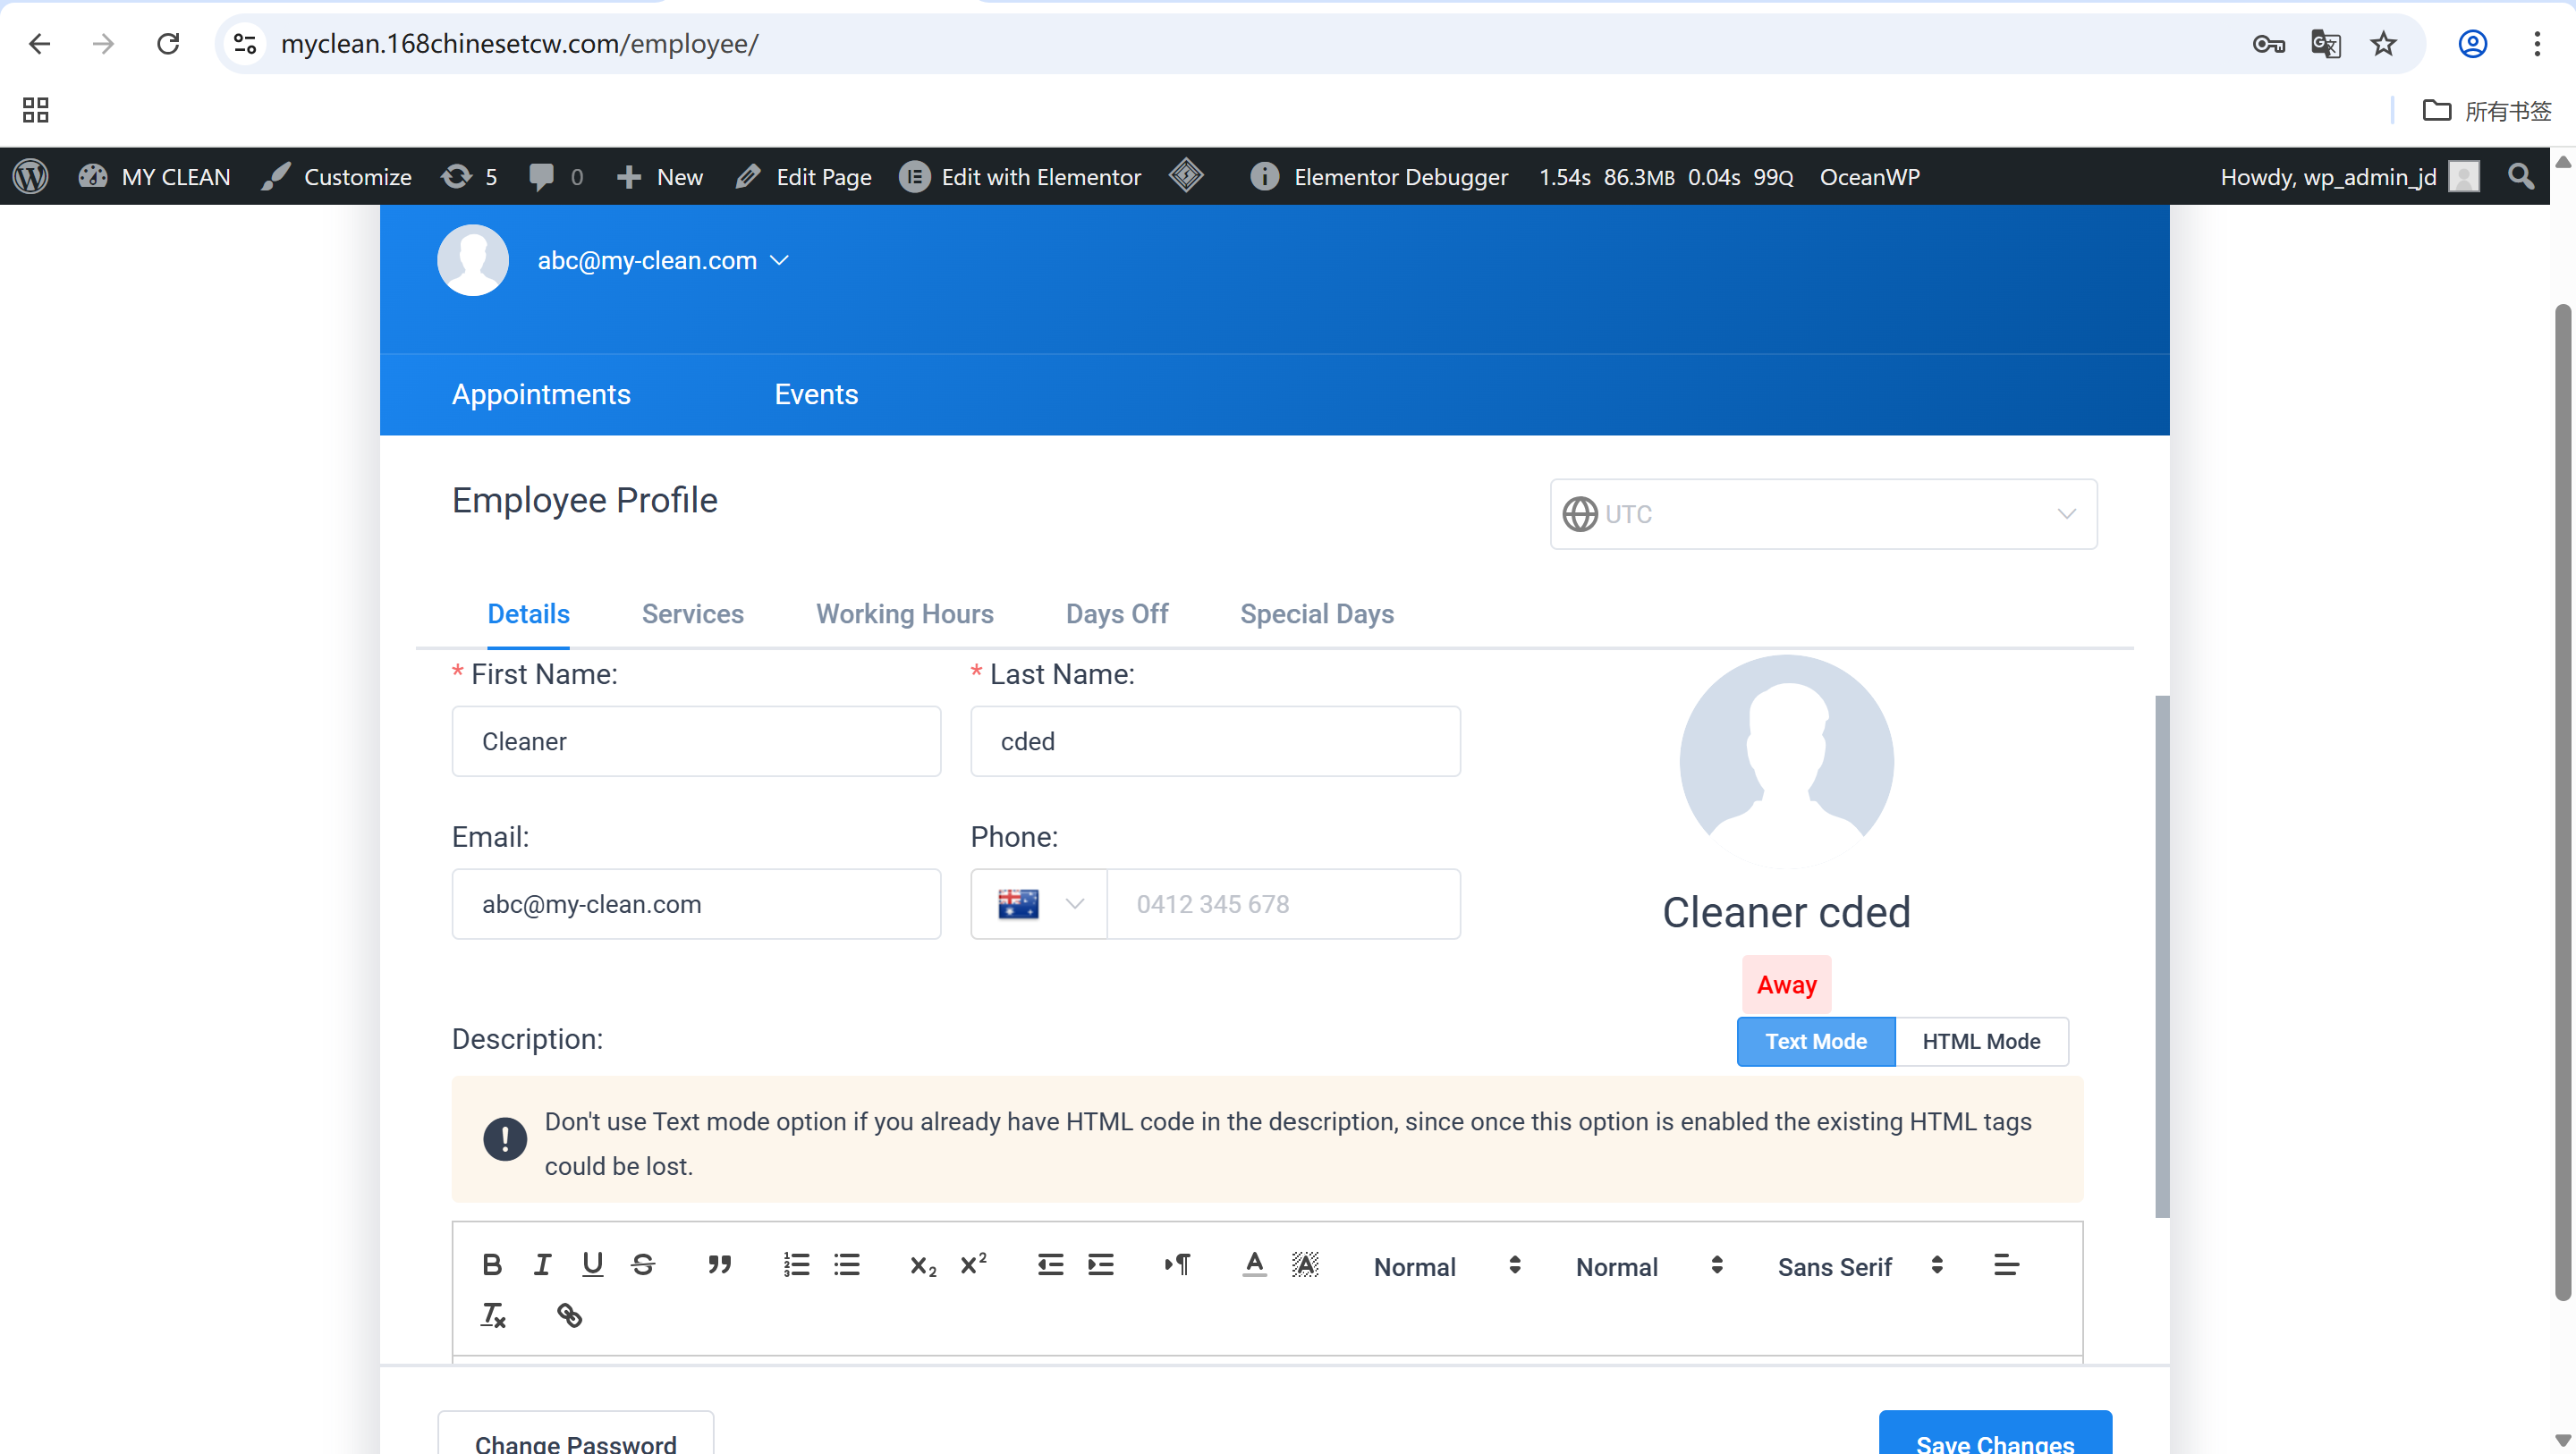 myclean.168chinesetcw.com/employee/
所有书签
MY CLEAN Customize 5 0 New Edit Page Edit with Elementor Elementor Debugger 1.54s 86.3MB 0.04s 99Q OceanWP Howdy, wp_admin_jd
abc@my-clean.com
Appointments Events
Employee Profile
UTC
Details Services Working Hours Days Off Special Days
* First Name: * Last Name:
Cleaner cded
Email: Phone:
abc@my-clean.com 0412 345 678
Cleaner cded
Away
Description: Text Mode HTML Mode
Don't use Text mode option if you already have HTML code in the description, since once this option is enabled the existing HTML tags
could be lost.
Normal Normal Sans Serif
Change Password Save Changes